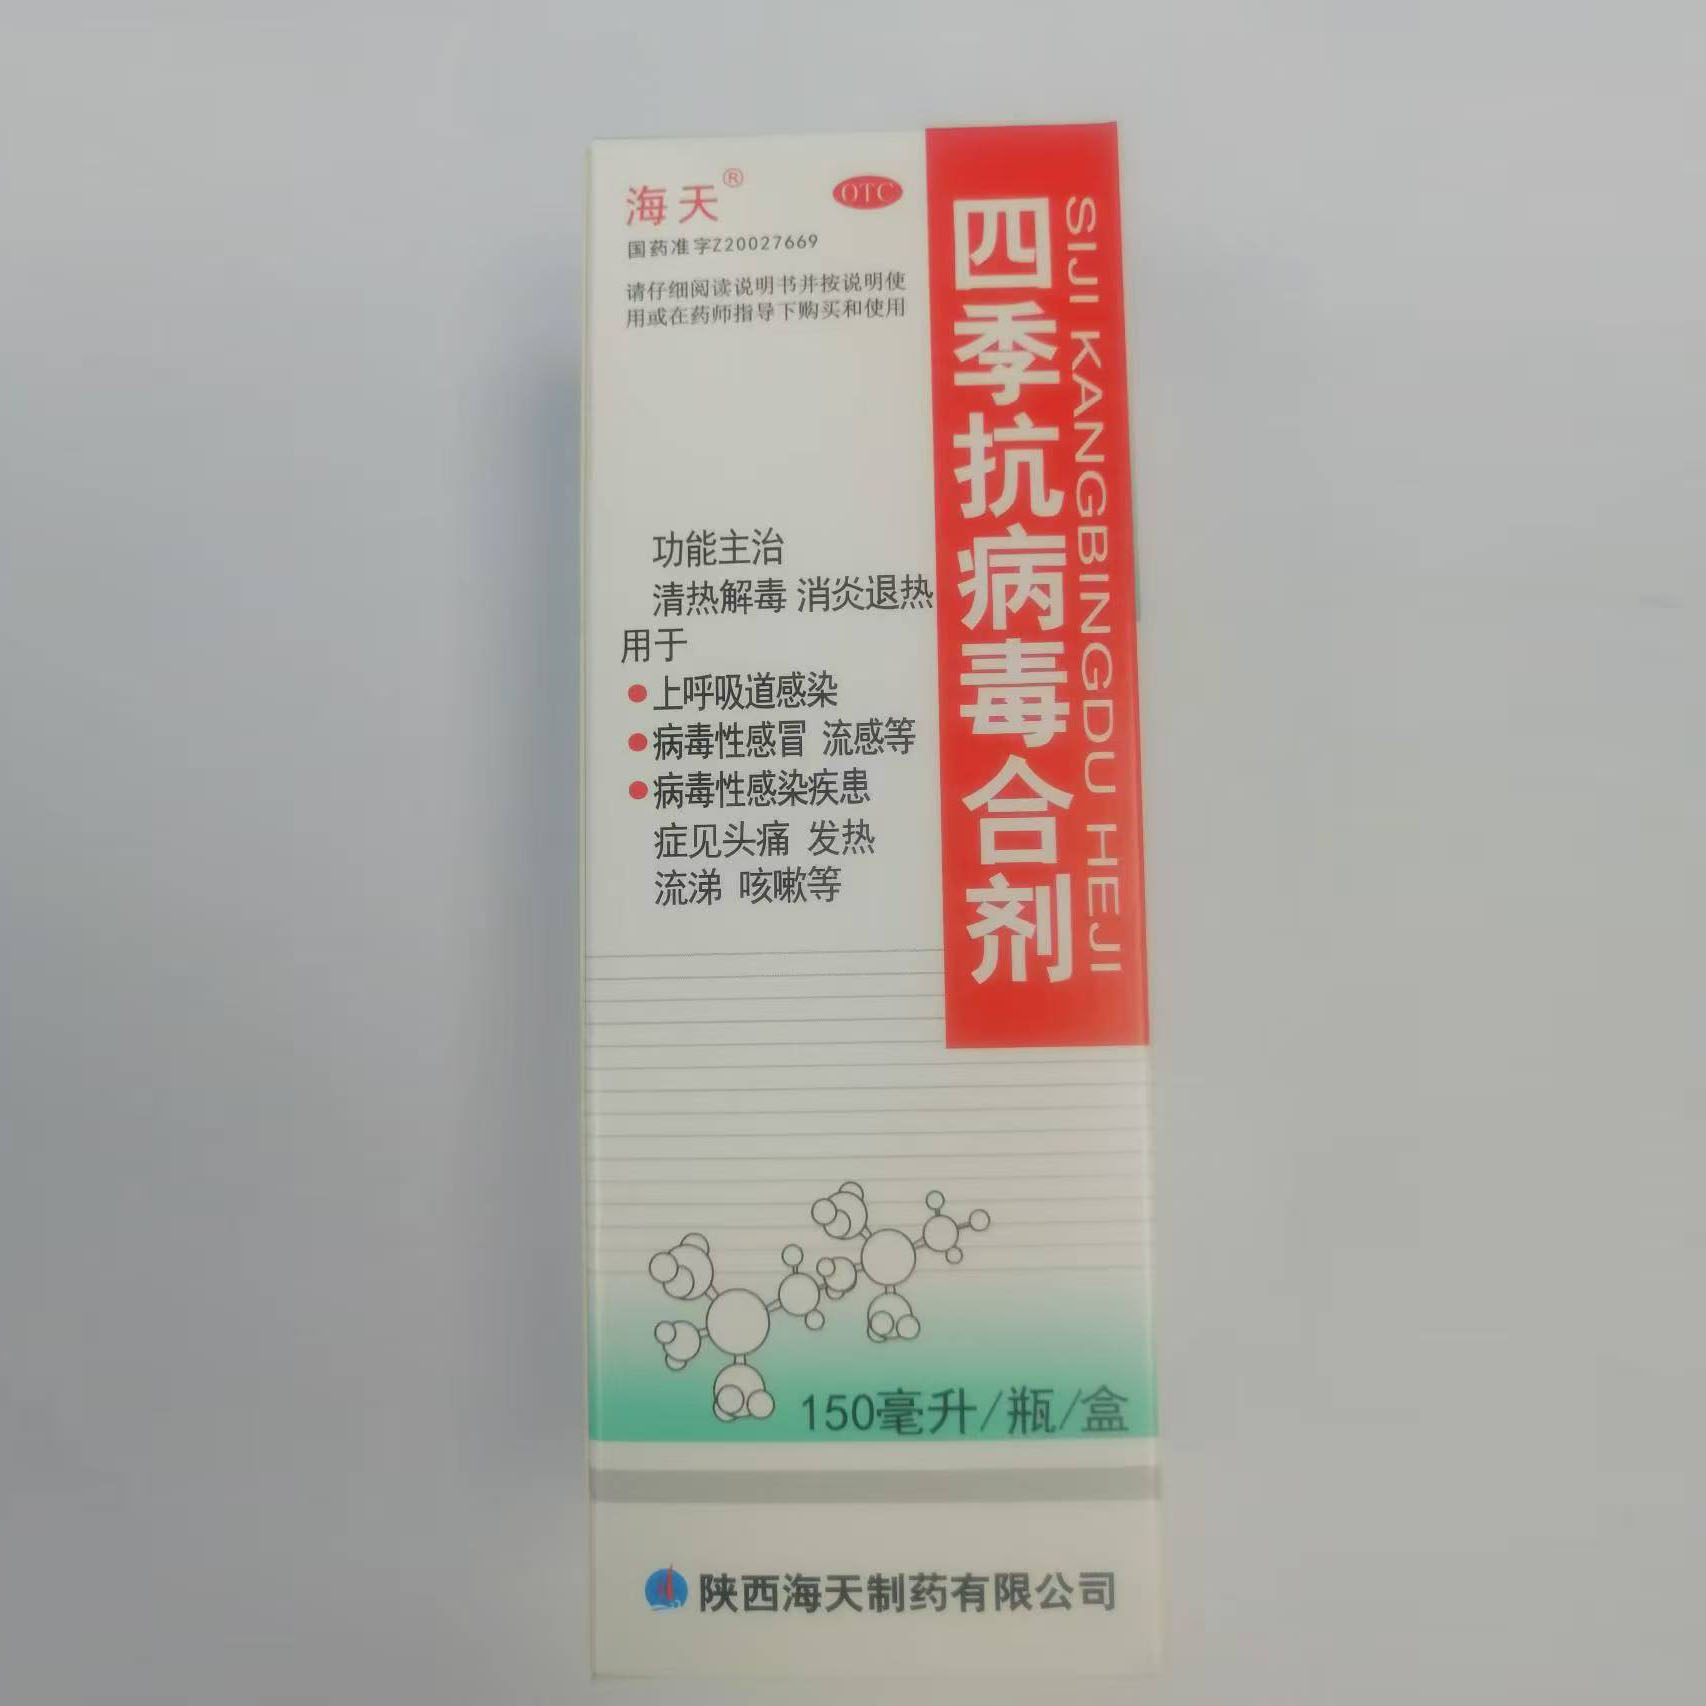 海天®
OTC
国药准字Z20027669
请仔细阅读说明书并按说明使
用或在药师指导下购买和使用
四季抗病毒合剂
SIJI KANGBINGDU HEJI
功能主治
清热解毒 消炎退热
用于
●上呼吸道感染
●病毒性感冒 流感等
●病毒性感染疾患
症见头痛 发热
流涕 咳嗽等
150毫升/瓶/盒
陕西海天制药有限公司